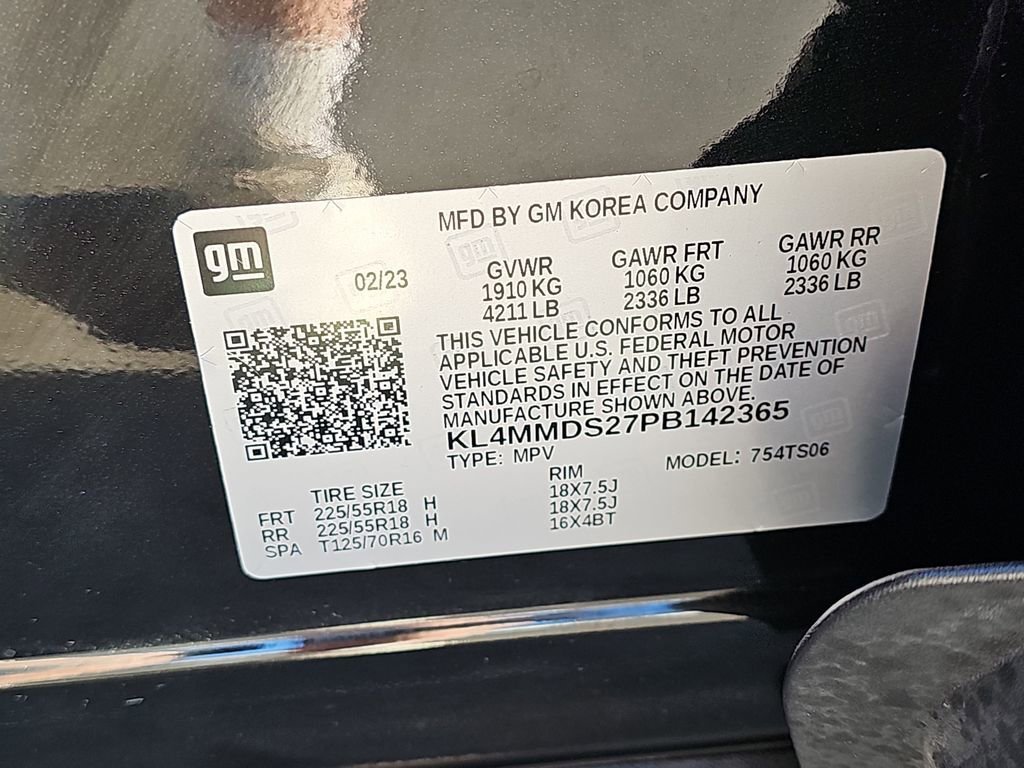 MFD BY GM KOREA COMPANY
gm
02/23
GVWR
1910 KG
4211 LB
GAWR FRT
1060 KG
2336 LB
GAWR RR
1060 KG
2336 LB
THIS VEHICLE CONFORMS TO ALL
APPLICABLE U.S. FEDERAL MOTOR
VEHICLE SAFETY AND THEFT PREVENTION
STANDARDS IN EFFECT ON THE DATE OF
MANUFACTURE SHOWN ABOVE.
KL4MMDS27PB142365
TYPE: MPV
MODEL: 754TS06
TIRE SIZE
RIM
FRT 225/55R18 H 18X7.5J
RR 225/55R18 H 18X7.5J
SPA T125/70R16 M 16X4BT